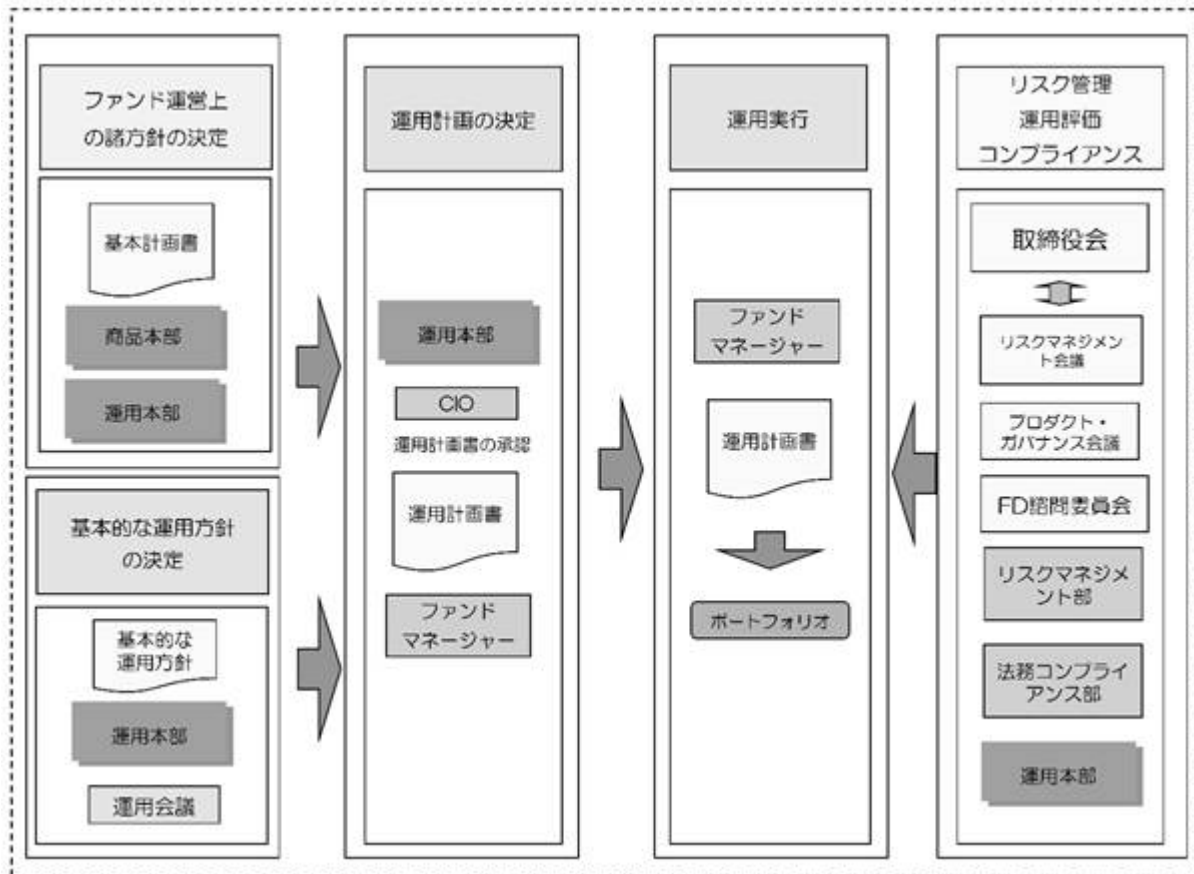 ファンド運営上
の諸方針の決定
基本計画書
商品本部
運用本部
基本的な運用方針
の決定
基本的な
運用方針
運用本部
運用会議
運用計画の決定
運用本部
CIO
運用計画書の承認
運用計画書
ファンド
マネージャー
運用実行
ファンド
マネージャー
運用計画書
ポートフォリオ
リスク管理
運用評価
コンプライアンス
取締役会
リスクマネジメン
ト会議
プロダクト・
ガバナンス会議
FD諮問委員会
リスクマネジメ
ント部
法務コンプライ
アンス部
運用本部